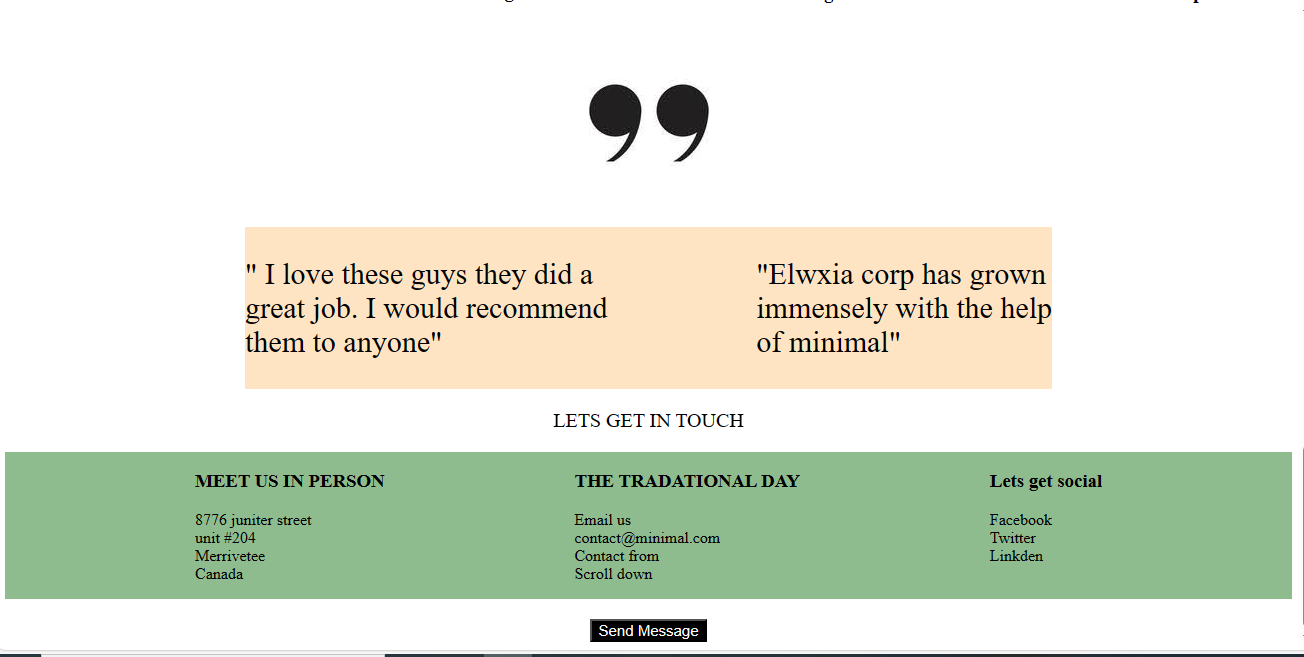 ”
" I love these guys they did a
great job. I would recommend
them to anyone"
"Elwxia corp has grown
immensely with the help
of minimal"
LETS GET IN TOUCH
MEET US IN PERSON
8776 juniter street
unit #204
Merrivetee
Canada
THE TRADATIONAL DAY
Email us
contact@minimal.com
Contact from
Scroll down
Lets get social
Facebook
Twitter
Linkden
Send Message